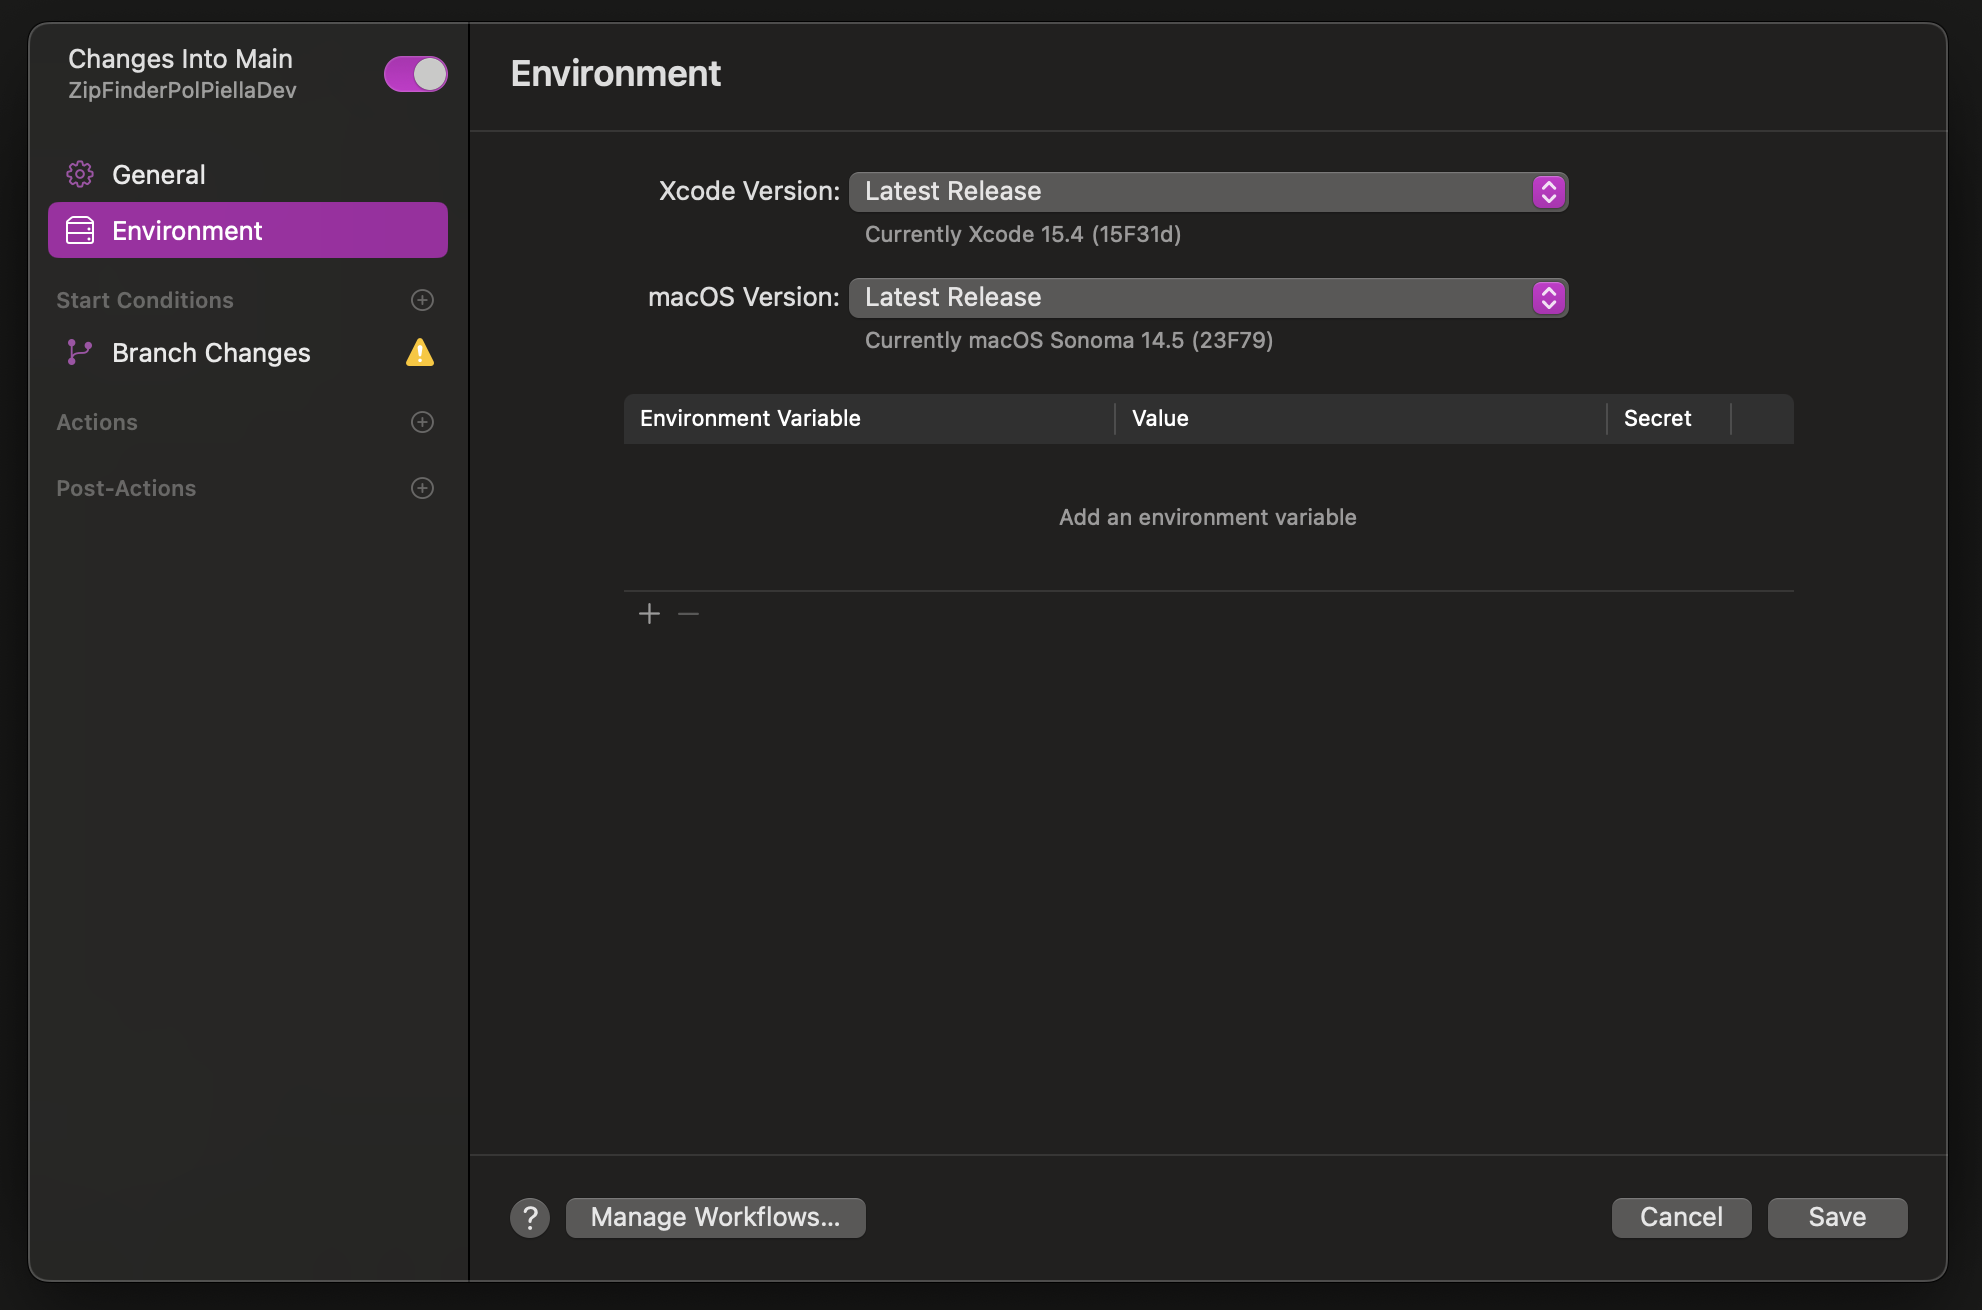 Changes Into Main
ZipFinderPolPiellaDev
General
Environment
Start Conditions
Branch Changes
Actions
Post-Actions
Environment
Xcode Version: Latest Release
Currently Xcode 15.4 (15F31d)
macOS Version: Latest Release
Currently macOS Sonoma 14.5 (23F79)
Environment Variable Value Secret
Add an environment variable
? Manage Workflows... Cancel Save